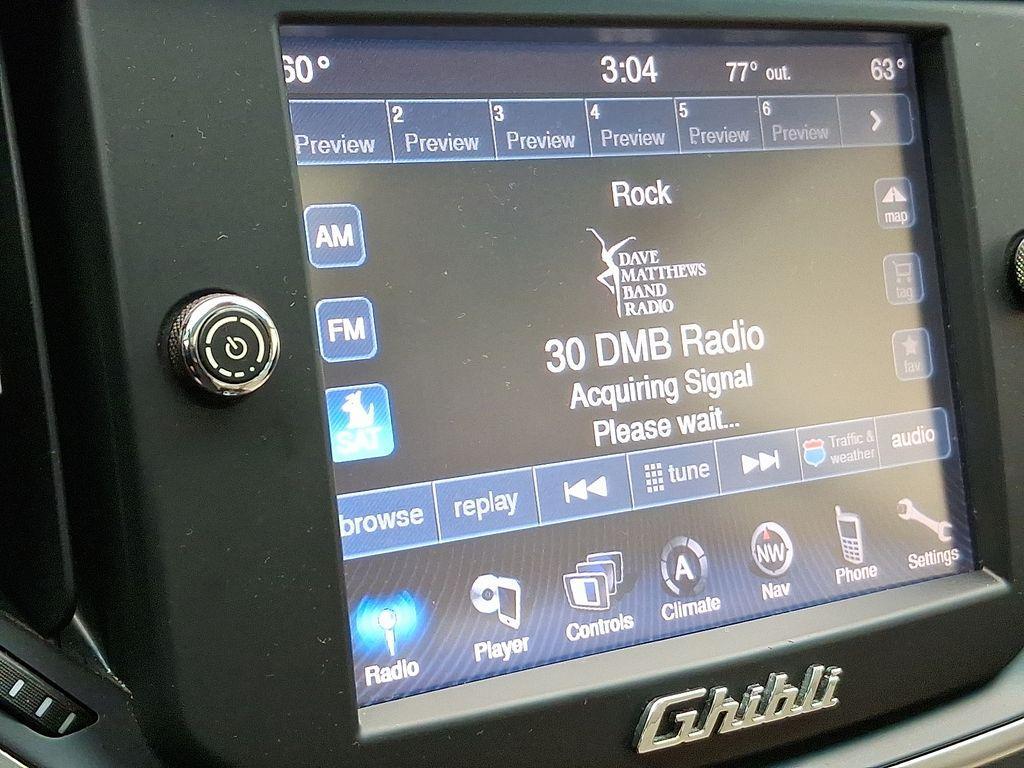 60° 3:04 77° out. 63°
Preview 2 Preview 3 Preview 4 Preview 5 Preview 6 Preview
Rock
map
AM
DAVE
MATTHEWS
BAND
RADIO
tag
FM
30 DMB Radio
fav
Acquiring Signal
SAT
Please wait...
browse replay tune Traffic & weather audio
A NW
Radio Player Controls Climate Nav Phone Settings
Ghibli